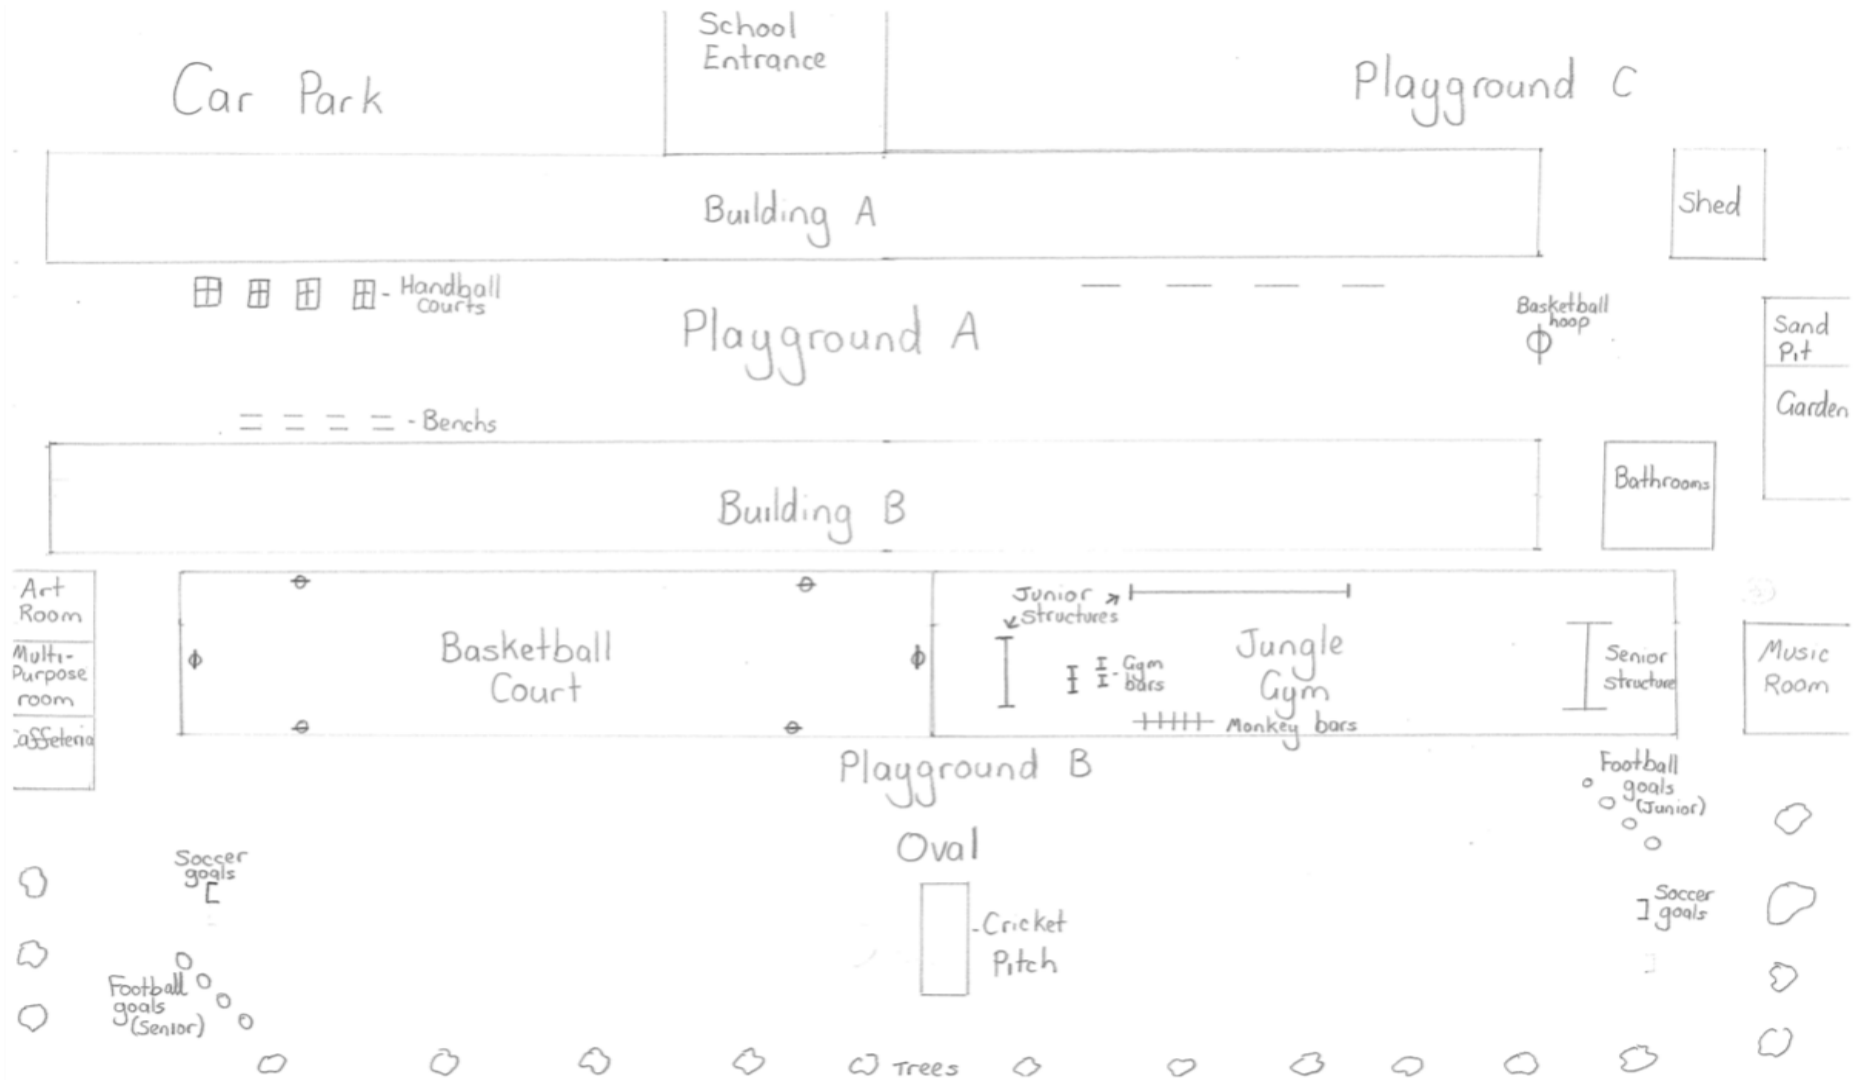 School
Entrance
Car Park
Playground C
Building A
Shed
Handball
courts
Playground A
Basketball
hoop
Sand
Pit
Garden
- Benchs
Building B
Bathrooms
Art
Room
Multi-
Purpose
room
Caffeteria
Basketball
Court
Junior
structures
Gym
bars
Jungle
Gym
Monkey bars
Senior
structure
Music
Room
Playground B
Football
goals
(Junior)
Oval
Soccer
goals
Cricket
Pitch
Soccer
goals
Football
goals
(Senior)
Trees